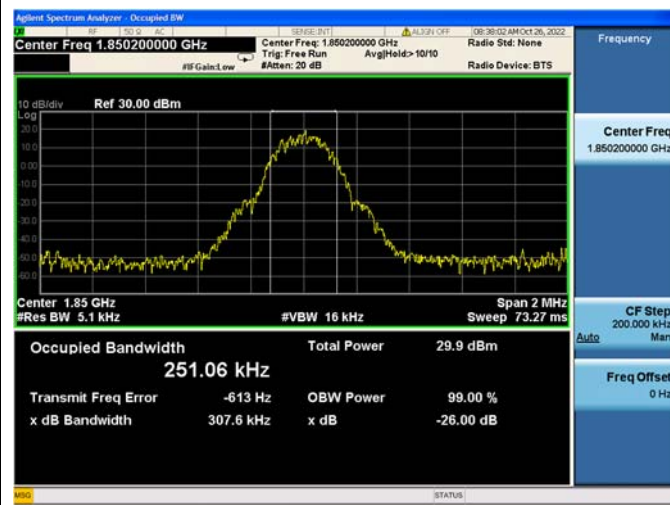 Agilent Spectrum Analyzer - Occupied BW
RF 50 Ω AC SENSE:INT ALIGN OFF 08:38:02 AM Oct 26, 2022
Center Freq 1.850200000 GHz
Center Freq: 1.850200000 GHz
Radio Std: None
Trig: Free Run Avg|Hold:>10/10
#IFGain:Low #Atten: 20 dB Radio Device: BTS
Frequency
10 dB/div Ref 30.00 dBm
Log
20.0
10.0
0.00
-10.0
-20.0
-30.0
-40.0
-50.0
-60.0
Center 1.85 GHz Span 2 MHz
#Res BW 5.1 kHz #VBW 16 kHz Sweep 73.27 ms
Occupied Bandwidth Total Power 29.9 dBm
251.06 kHz
Transmit Freq Error -613 Hz OBW Power 99.00 %
x dB Bandwidth 307.6 kHz x dB -26.00 dB
Center Freq
1.850200000 GHz
CF Step
200.000 kHz
Auto Man
Freq Offset
0 Hz
MSG STATUS